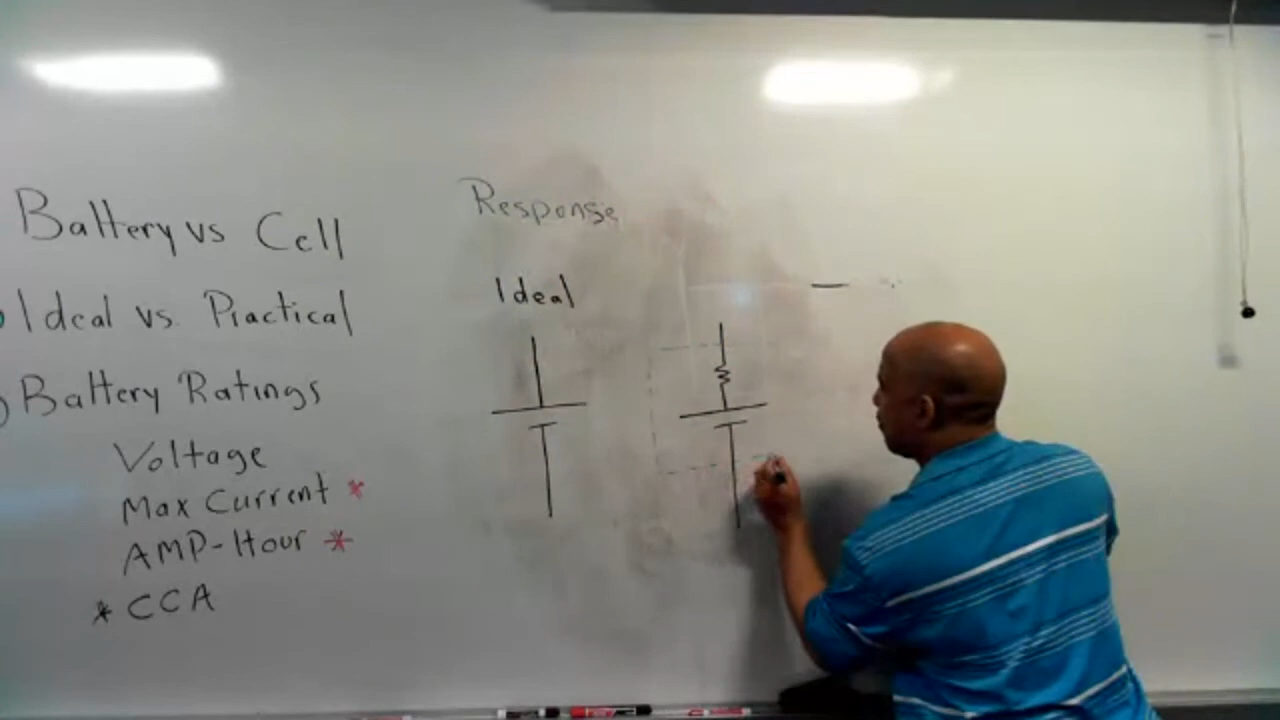 Battery vs Cell
Ideal vs. Practical
Battery Ratings
Voltage
Max Current *
AMP-Hour *
* CCA
Response
Ideal